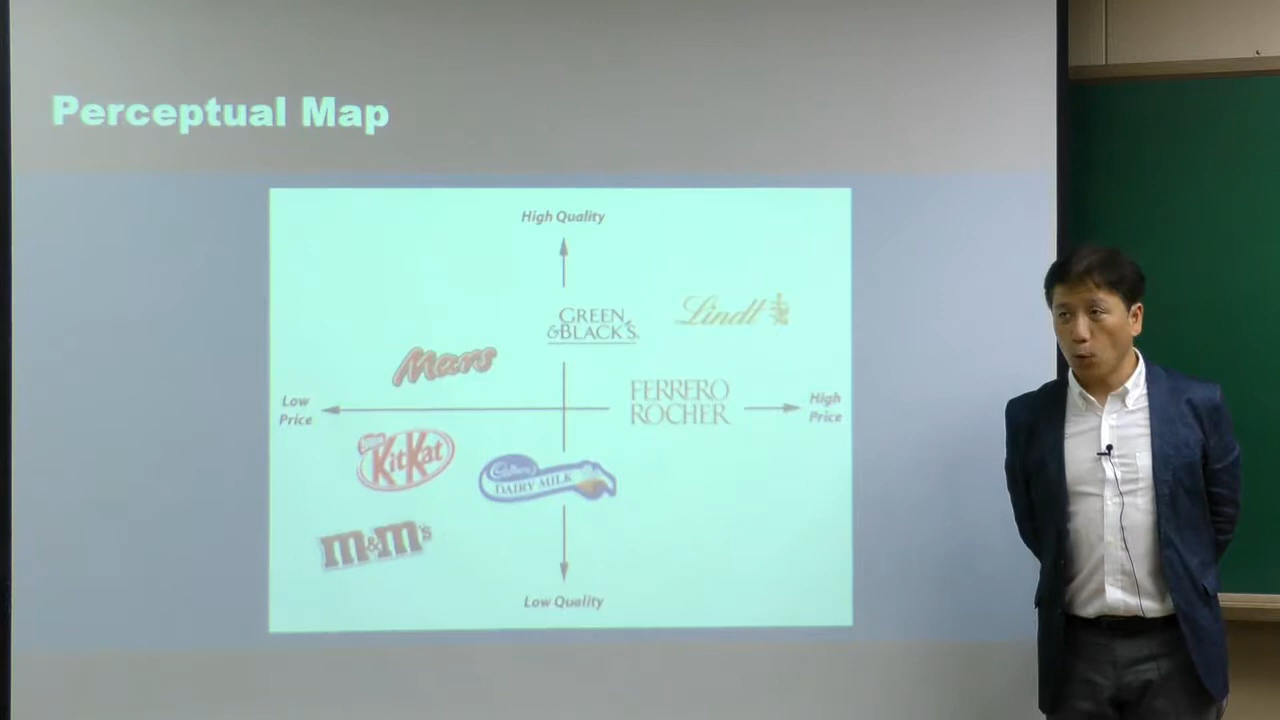 Perceptual Map
High Quality
GREEN
&BLACK'S.
Lindt
Mars
FERRERO
ROCHER
Low
Price
High
Price
KitKat
Cadbury
DAIRY MILK
m&m's
Low Quality